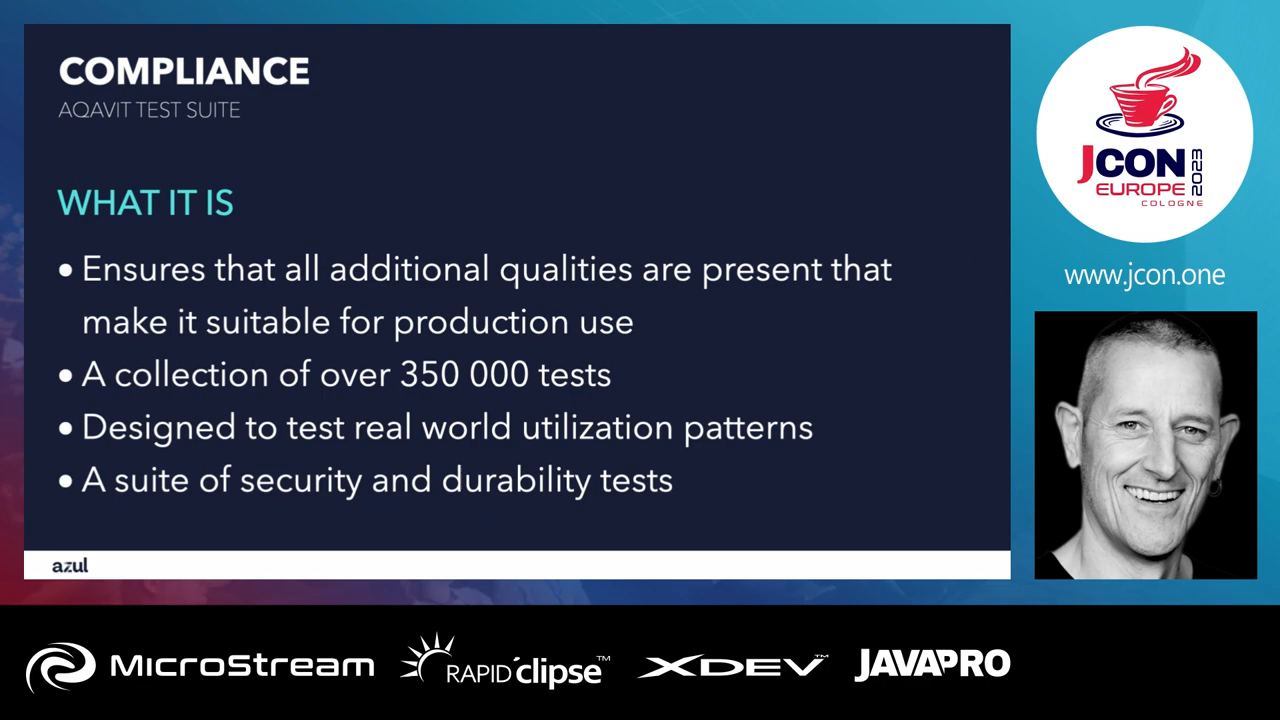 COMPLIANCE
AQAVIT TEST SUITE
WHAT IT IS
• Ensures that all additional qualities are present that
make it suitable for production use
• A collection of over 350 000 tests
• Designed to test real world utilization patterns
• A suite of security and durability tests
azul
JCON
2023
EUROPE
COLOGNE
www.jcon.one
MicroStream
RAPIDclipse™
XDEV™
JAVAPRO